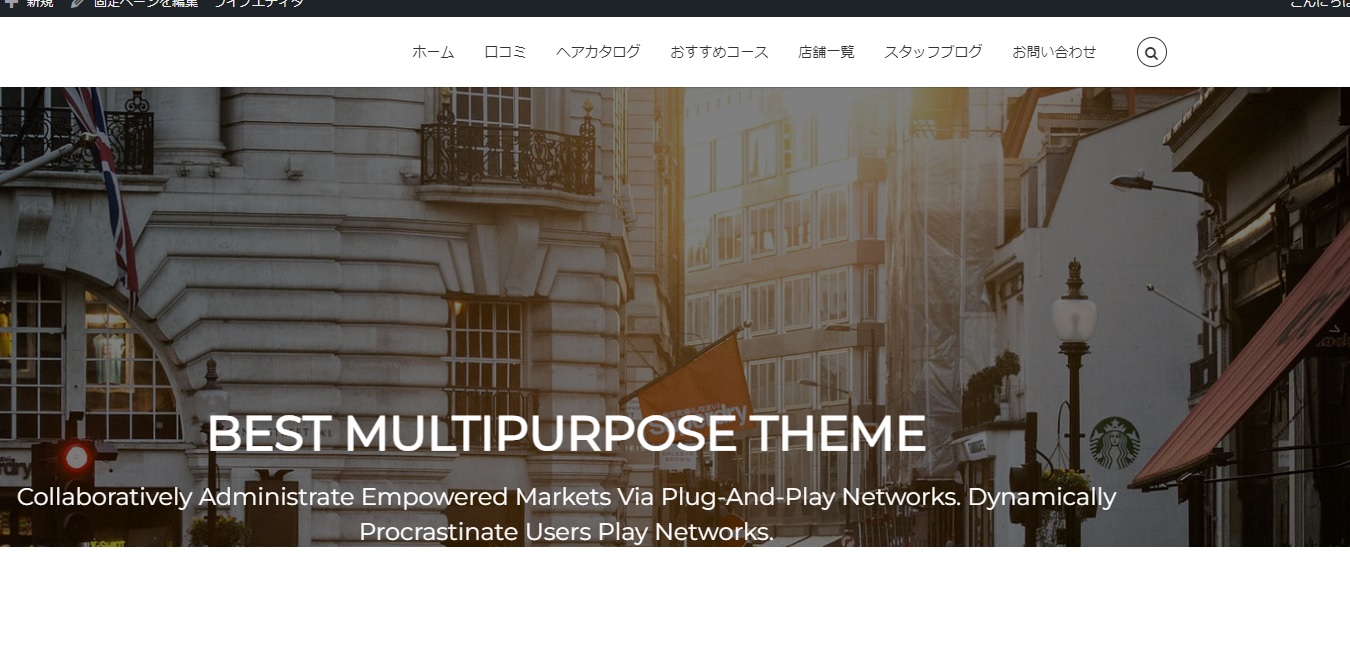 新規 固定ページを編集 ライブエディタ こんにちは
ホーム 口コミ ヘアカタログ おすすめコース 店舗一覧 スタッフブログ お問い合わせ
BEST MULTIPURPOSE THEME
Collaboratively Administrate Empowered Markets Via Plug-And-Play Networks. Dynamically
Procrastinate Users Play Networks.